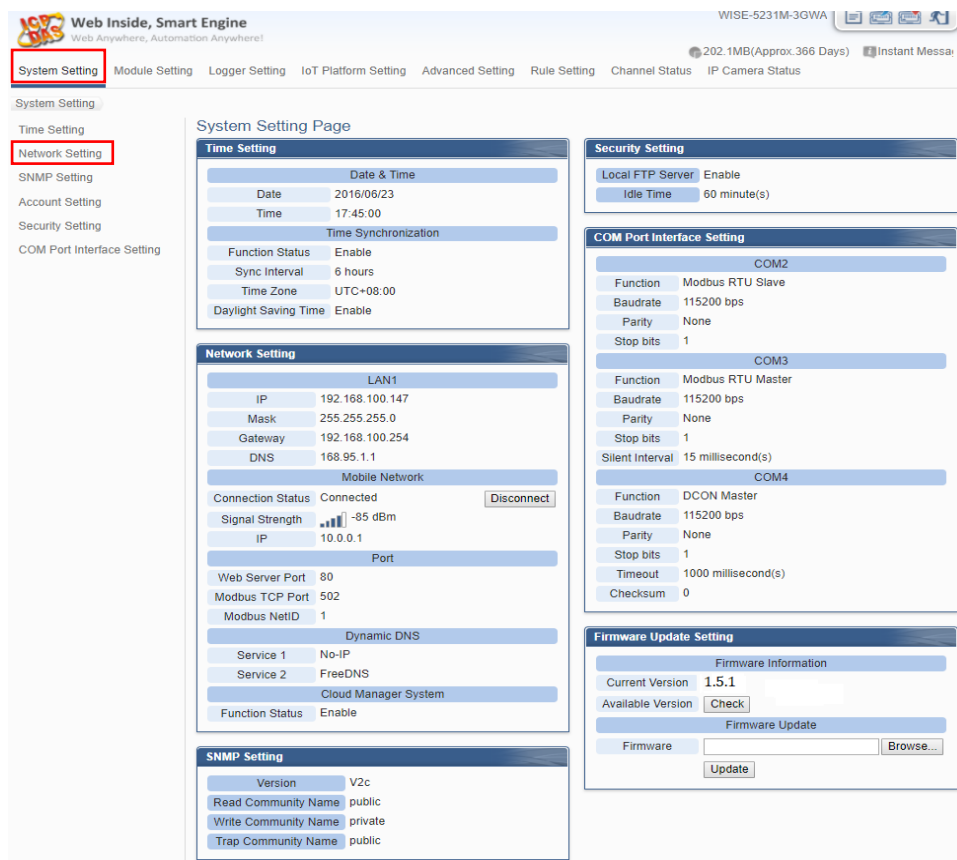 WISE-5231M-3GWA
ICP DAS
Web Inside, Smart Engine
Web Anywhere, Automation Anywhere!
202.1MB(Approx.366 Days) Instant Messa
System Setting Module Setting Logger Setting IoT Platform Setting Advanced Setting Rule Setting Channel Status IP Camera Status
System Setting
Time Setting
Network Setting
SNMP Setting
Account Setting
Security Setting
COM Port Interface Setting
System Setting Page
Time Setting
Date & Time
Date 2016/06/23
Time 17:45:00
Time Synchronization
Function Status Enable
Sync Interval 6 hours
Time Zone UTC+08:00
Daylight Saving Time Enable
Network Setting
LAN1
IP 192.168.100.147
Mask 255.255.255.0
Gateway 192.168.100.254
DNS 168.95.1.1
Mobile Network
Connection Status Connected Disconnect
Signal Strength -85 dBm
IP 10.0.0.1
Port
Web Server Port 80
Modbus TCP Port 502
Modbus NetID 1
Dynamic DNS
Service 1 No-IP
Service 2 FreeDNS
Cloud Manager System
Function Status Enable
SNMP Setting
Version V2c
Read Community Name public
Write Community Name private
Trap Community Name public
Security Setting
Local FTP Server Enable
Idle Time 60 minute(s)
COM Port Interface Setting
COM2
Function Modbus RTU Slave
Baudrate 115200 bps
Parity None
Stop bits 1
COM3
Function Modbus RTU Master
Baudrate 115200 bps
Parity None
Stop bits 1
Silent Interval 15 millisecond(s)
COM4
Function DCON Master
Baudrate 115200 bps
Parity None
Stop bits 1
Timeout 1000 millisecond(s)
Checksum 0
Firmware Update Setting
Firmware Information
Current Version 1.5.1
Available Version Check
Firmware Update
Firmware Browse...
Update